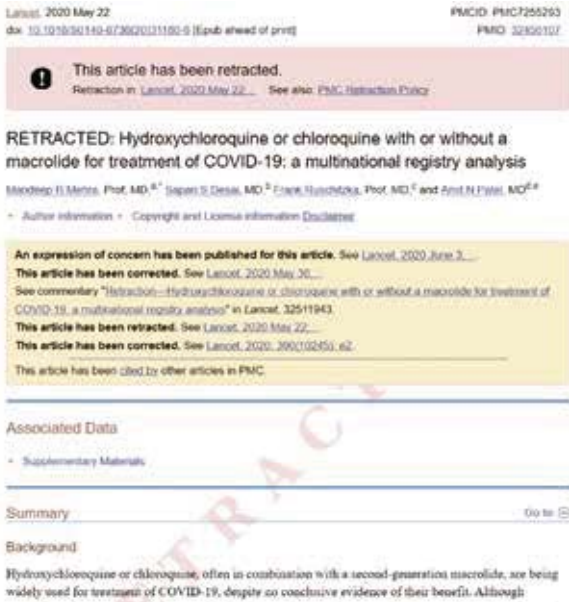 Lancet. 2020 May 22 PMCID: PMC7255293
doi: 10.1016/S0140-6736(20)31180-6 [Epub ahead of print] PMID: 32450107
This article has been retracted.
Retraction in: Lancet. 2020 May 22 ... See also: PMC Retraction Policy
RETRACTED: Hydroxychloroquine or chloroquine with or without a
macrolide for treatment of COVID-19: a multinational registry analysis
Mandeep R Mehra, Prof, MD,a,* Sapan S Desai, MD,b Frank Ruschitzka, Prof, MD,c and Amit N Patel, MDd,e
Author information Copyright and License information Disclaimer
An expression of concern has been published for this article. See Lancet. 2020 June 3, ...
This article has been corrected. See Lancet. 2020 May 30, ...
See commentary "Retraction—Hydroxychloroquine or chloroquine with or without a macrolide for treatment of
COVID-19: a multinational registry analysis" in Lancet, 32511943.
This article has been retracted. See Lancet. 2020 May 22, ...
This article has been corrected. See Lancet. 2020; (10245): e2.
This article has been cited by other articles in PMC.
Associated Data
Supplementary Materials
Summary Go to:
Background
Hydroxychloroquine or chloroquine, often in combination with a second-generation macrolide, are being
widely used for treatment of COVID-19, despite no conclusive evidence of their benefit. Although
TRACT